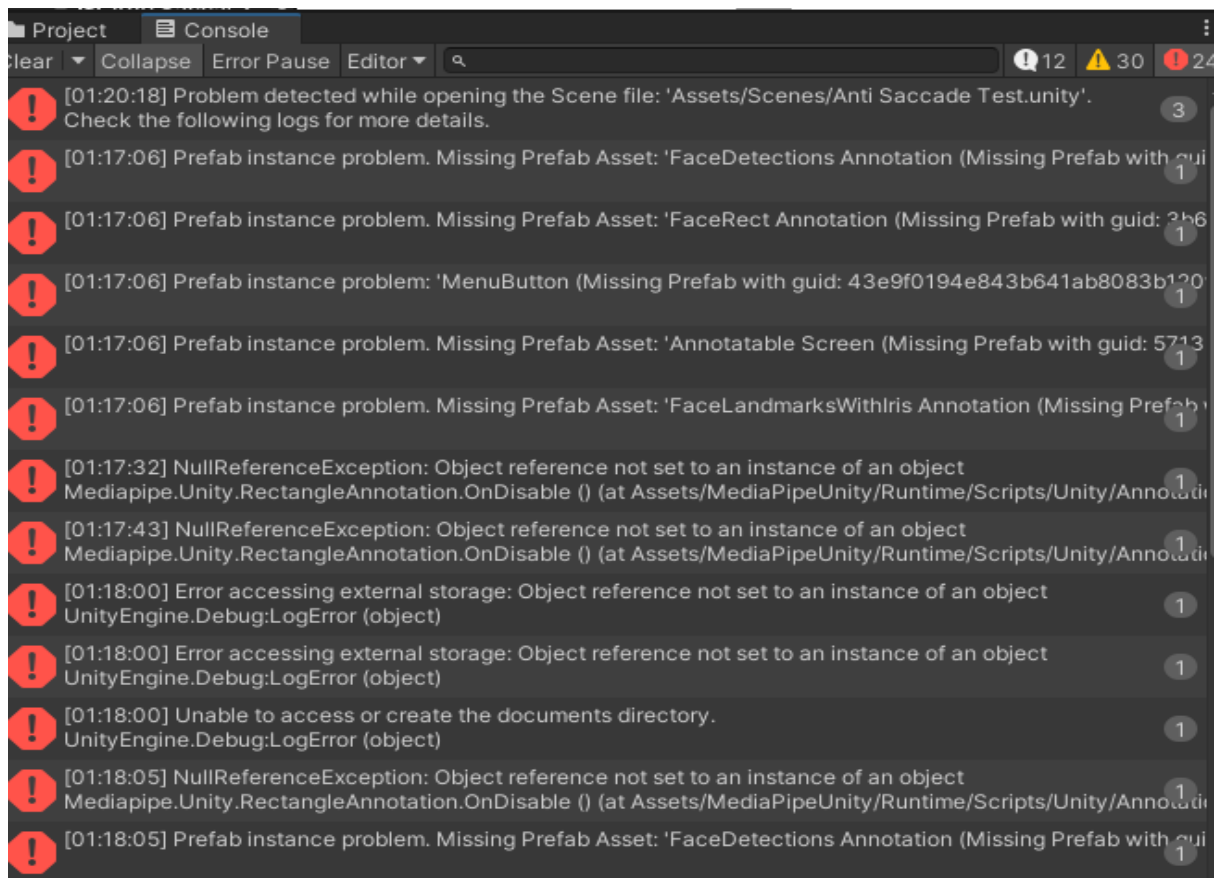 Project
Console
Clear
Collapse
Error Pause
Editor
12
30
24
[01:20:18] Problem detected while opening the Scene file: 'Assets/Scenes/Anti Saccade Test.unity'.
Check the following logs for more details.
3
[01:17:06] Prefab instance problem. Missing Prefab Asset: 'FaceDetections Annotation (Missing Prefab with gui
1
[01:17:06] Prefab instance problem. Missing Prefab Asset: 'FaceRect Annotation (Missing Prefab with guid: 3b6
1
[01:17:06] Prefab instance problem: 'MenuButton (Missing Prefab with guid: 43e9f0194e843b641ab8083b120
1
[01:17:06] Prefab instance problem. Missing Prefab Asset: 'Annotatable Screen (Missing Prefab with guid: 5713
1
[01:17:06] Prefab instance problem. Missing Prefab Asset: 'FaceLandmarksWithIris Annotation (Missing Prefab
1
[01:17:32] NullReferenceException: Object reference not set to an instance of an object
Mediapipe.Unity.RectangleAnnotation.OnDisable () (at Assets/MediaPipeUnity/Runtime/Scripts/Unity/Annotati
1
[01:17:43] NullReferenceException: Object reference not set to an instance of an object
Mediapipe.Unity.RectangleAnnotation.OnDisable () (at Assets/MediaPipeUnity/Runtime/Scripts/Unity/Annotati
1
[01:18:00] Error accessing external storage: Object reference not set to an instance of an object
UnityEngine.Debug:LogError (object)
1
[01:18:00] Error accessing external storage: Object reference not set to an instance of an object
UnityEngine.Debug:LogError (object)
1
[01:18:00] Unable to access or create the documents directory.
UnityEngine.Debug:LogError (object)
1
[01:18:05] NullReferenceException: Object reference not set to an instance of an object
Mediapipe.Unity.RectangleAnnotation.OnDisable () (at Assets/MediaPipeUnity/Runtime/Scripts/Unity/Annotati
1
[01:18:05] Prefab instance problem. Missing Prefab Asset: 'FaceDetections Annotation (Missing Prefab with gui
1